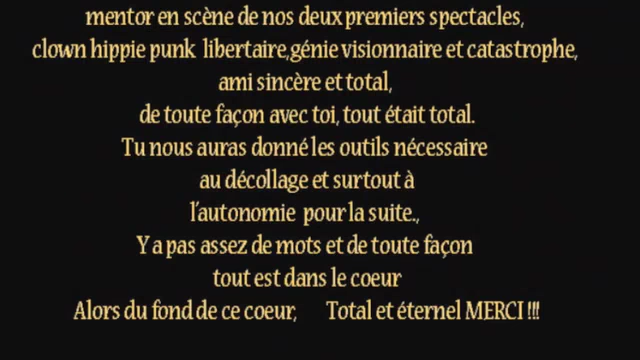 mentor en scène de nos deux premiers spectacles,
clown hippie punk libertaire,génie visionnaire et catastrophe,
ami sincère et total,
de toute façon avec toi, tout était total.
Tu nous auras donné les outils nécessaire
au décollage et surtout à
l'autonomie pour la suite.,
Y a pas assez de mots et de toute façon
tout est dans le coeur
Alors du fond de ce coeur, Total et éternel MERCI !!!